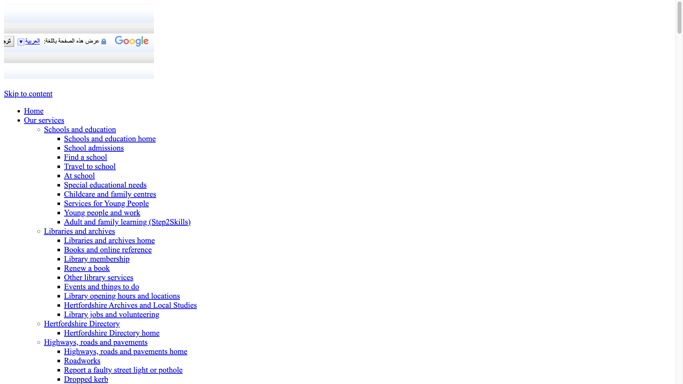 Google عرض هذه الصفحة باللغة: العربية
Skip to content
Home
Our services
Schools and education
Schools and education home
School admissions
Find a school
Travel to school
At school
Special educational needs
Childcare and family centres
Services for Young People
Young people and work
Adult and family learning (Step2Skills)
Libraries and archives
Libraries and archives home
Books and online reference
Library membership
Renew a book
Other library services
Events and things to do
Library opening hours and locations
Hertfordshire Archives and Local Studies
Library jobs and volunteering
Hertfordshire Directory
Hertfordshire Directory home
Highways, roads and pavements
Highways, roads and pavements home
Roadworks
Report a faulty street light or pothole
Dropped kerb